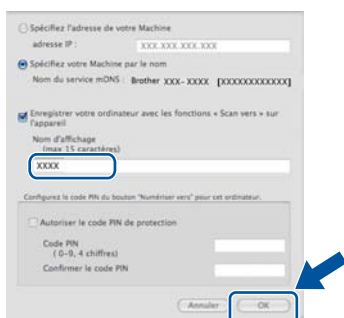 Spécifiez l'adresse de votre Machine
adresse IP : XXX.XXX.XXX.XXX
Spécifiez votre Machine par le nom
Nom du service mDNS : Brother XXX-XXXX [XXXXXXXXXXXX]
Enregistrer votre ordinateur avec les fonctions « Scan vers » sur
l'appareil
Nom d'affichage
(max 15 caractères)
XXXX
Configurez le code PIN du bouton "Numériser vers" pour cet ordinateur.
Autoriser le code PIN de protection
Code PIN
( 0-9, 4 chiffres)
Confirmer le code PIN
Annuler OK